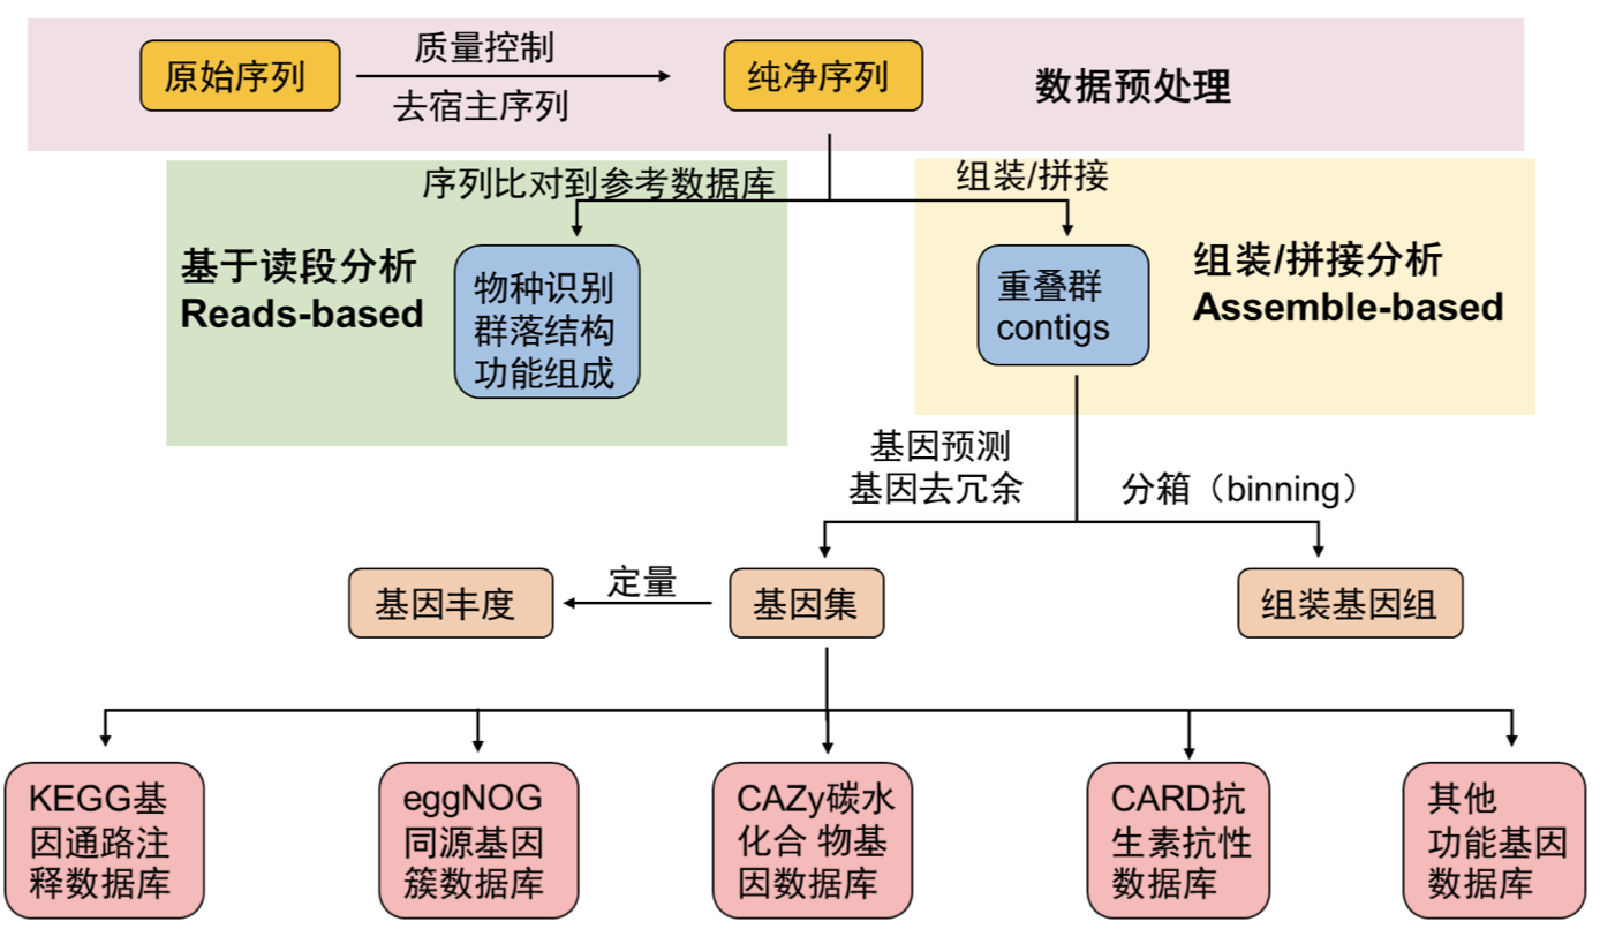 原始序列
质量控制
去宿主序列
纯净序列
数据预处理
序列比对到参考数据库
组装/拼接
基于读段分析
Reads-based
物种识别
群落结构
功能组成
重叠群
contigs
组装/拼接分析
Assemble-based
基因预测
基因去冗余
分箱（binning）
基因丰度
定量
基因集
组装基因组
KEGG基
因通路注
释数据库
eggNOG
同源基因
簇数据库
CAZy碳水
化合 物基
因数据库
CARD抗
生素抗性
数据库
其他
功能基因
数据库